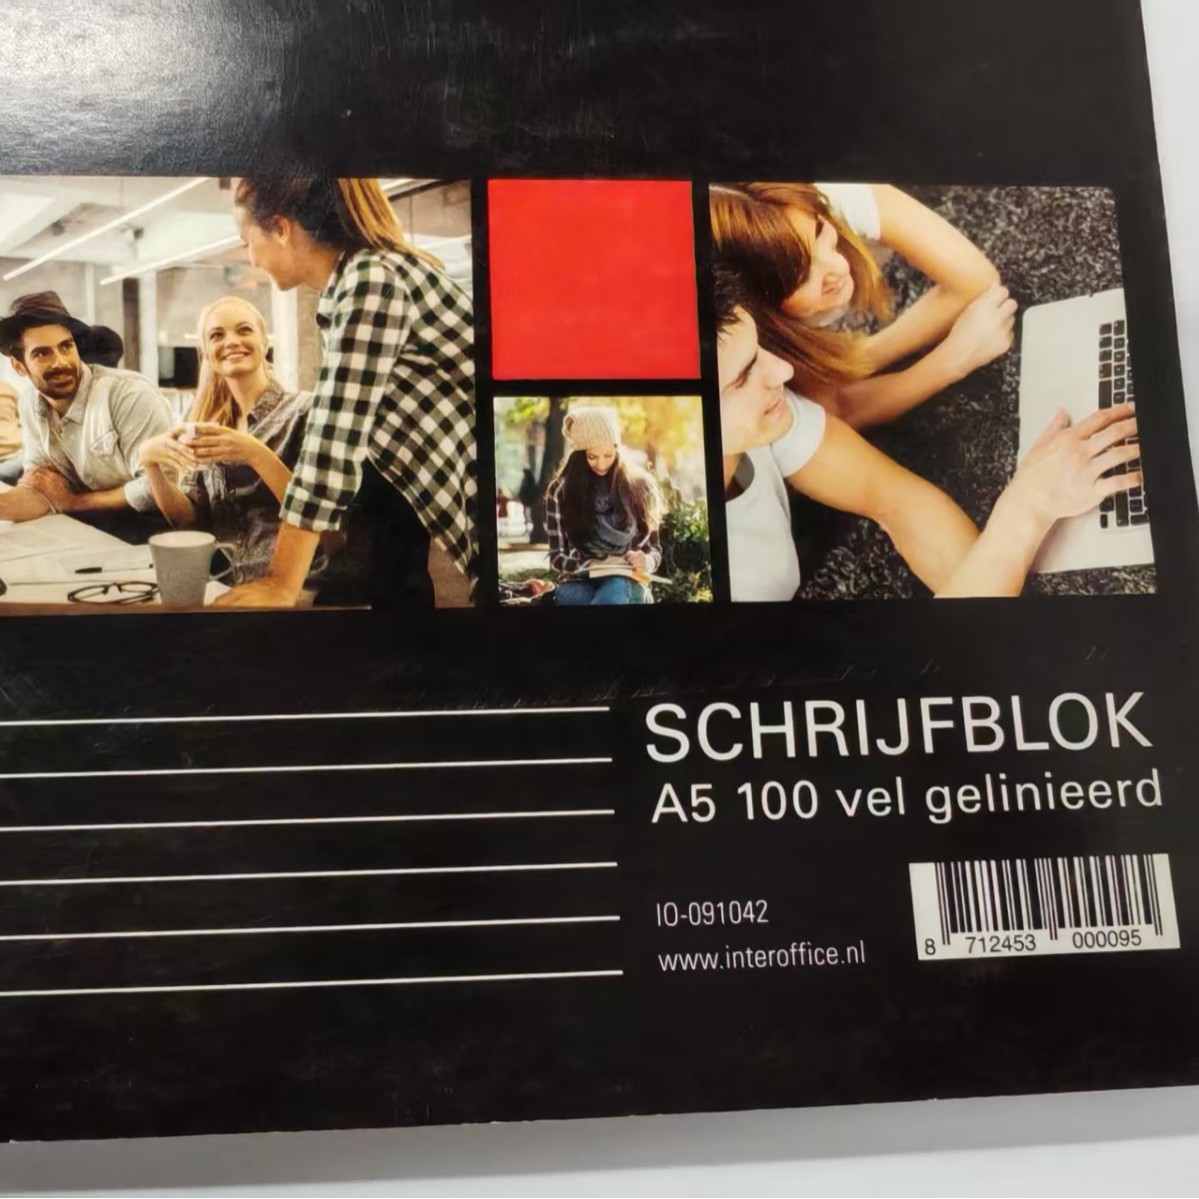 SCHRIJFBLOK
A5 100 vel gelinieerd
IO-091042
www.interoffice.nl
8 712453 000095